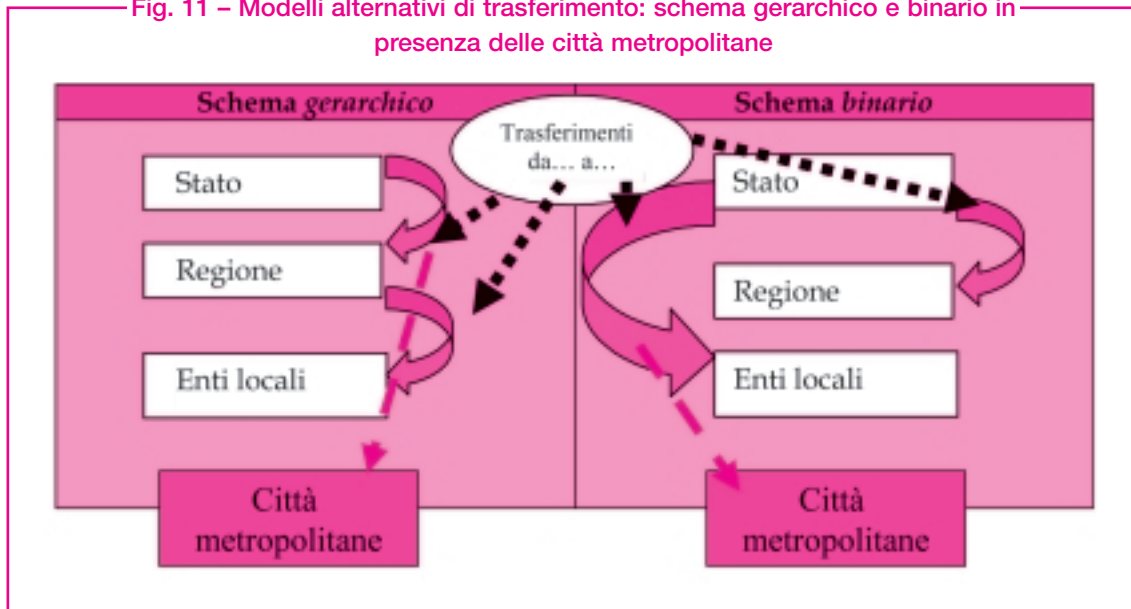 Fig. 11 – Modelli alternativi di trasferimento: schema gerarchico e binario in
presenza delle città metropolitane
Schema gerarchico
Schema binario
Trasferimenti
da... a...
Stato
Regione
Enti locali
Città
metropolitane
Stato
Regione
Enti locali
Città
metropolitane